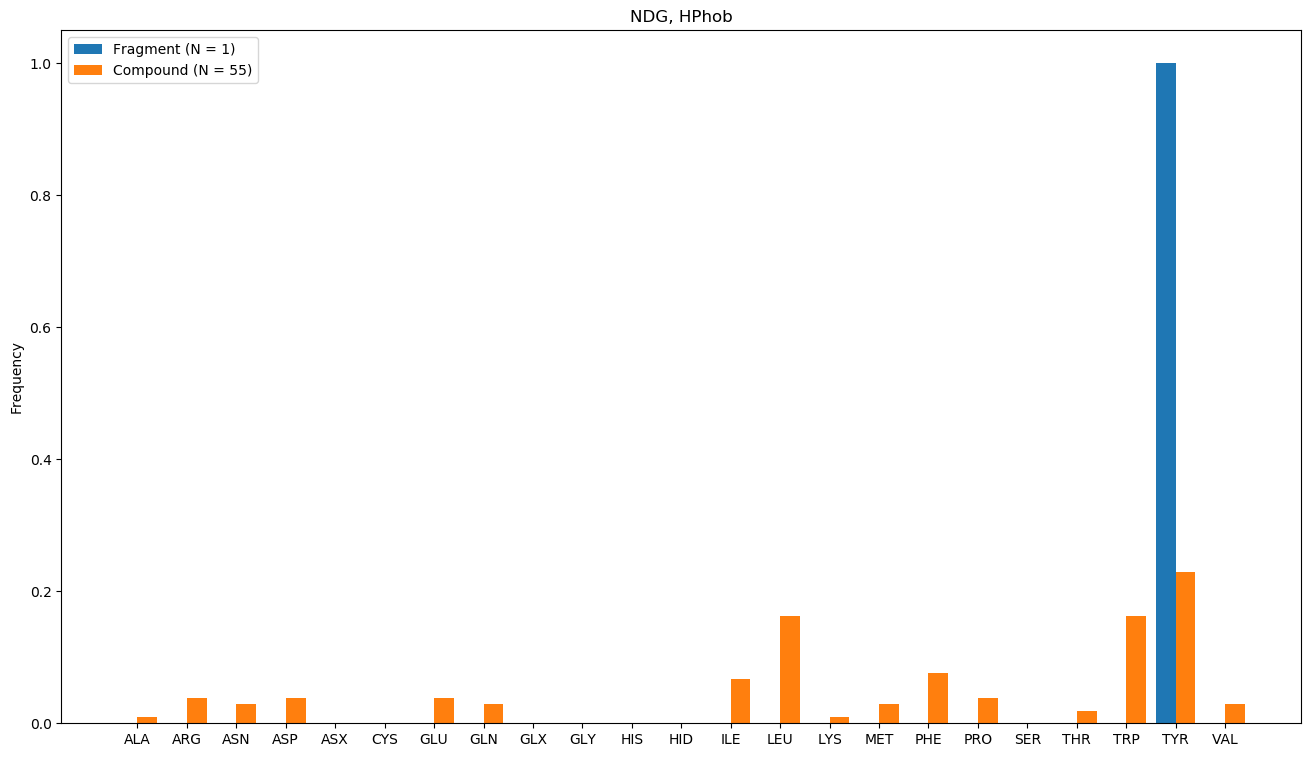 NDG, HPhob
Fragment (N = 1)
Compound (N = 55)
Frequency
1.0
0.8
0.6
0.4
0.2
0.0
ALA ARG ASN ASP ASX CYS GLU GLN GLX GLY HIS HID ILE LEU LYS MET PHE PRO SER THR TRP TYR VAL